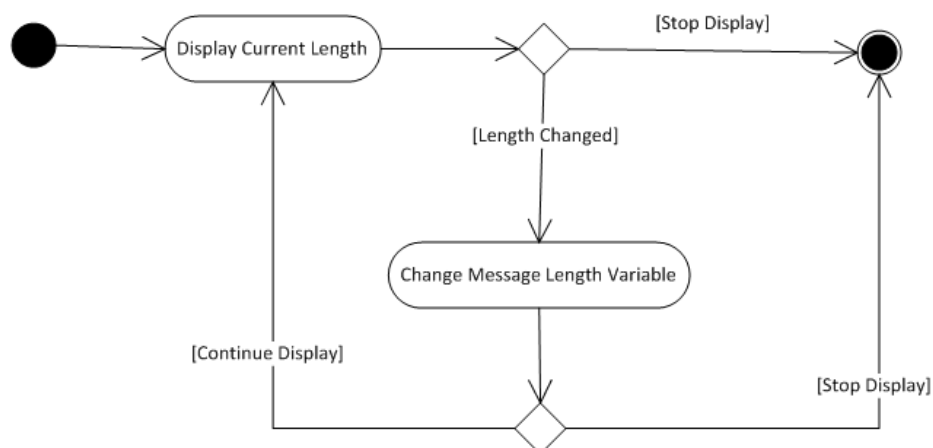 [Stop Display]
Display Current Length
[Length Changed]
Change Message Length Variable
[Continue Display]
[Stop Display]